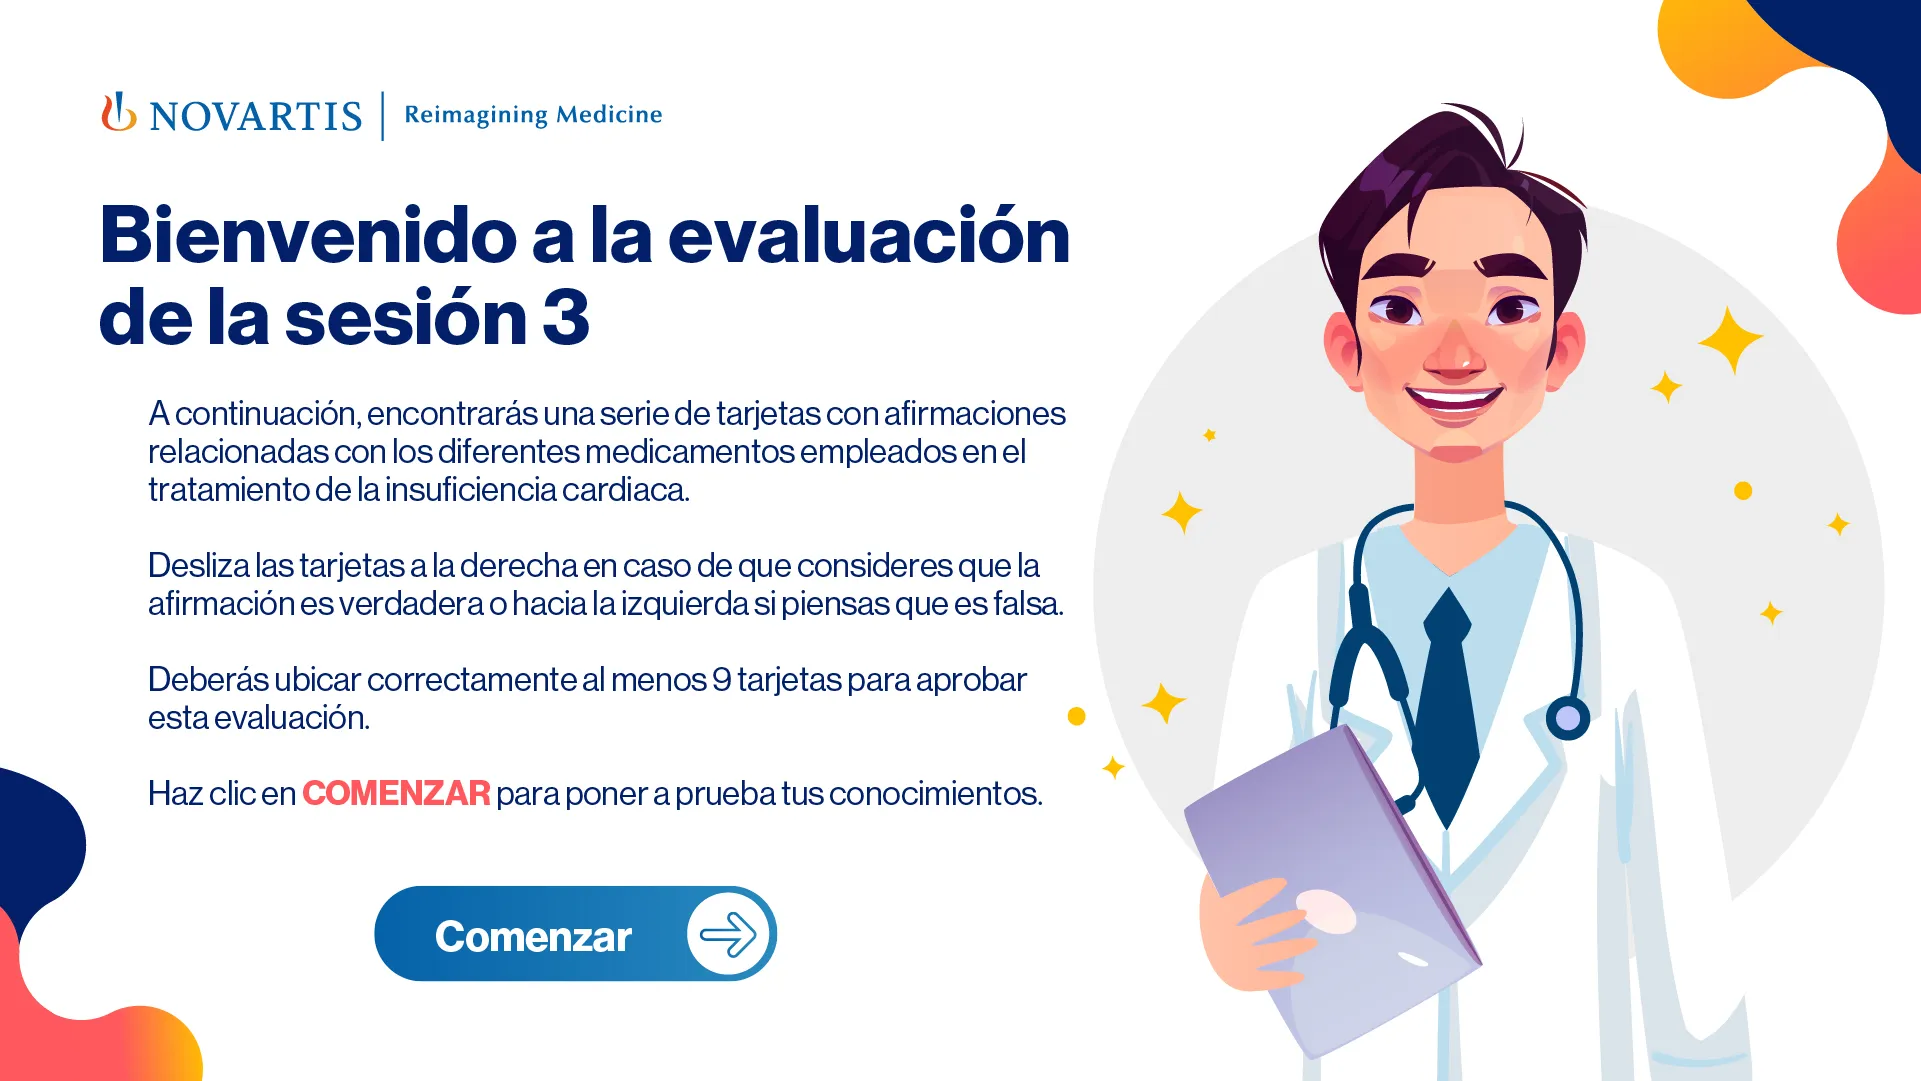 NOVARTIS | Reimagining Medicine
Bienvenido a la evaluación
de la sesión 3
A continuación, encontrarás una serie de tarjetas con afirmaciones
relacionadas con los diferentes medicamentos empleados en el
tratamiento de la insuficiencia cardiaca.
Desliza las tarjetas a la derecha en caso de que consideres que la
afirmación es verdadera o hacia la izquierda si piensas que es falsa.
Deberás ubicar correctamente al menos 9 tarjetas para aprobar
esta evaluación.
Haz clic en COMENZAR para poner a prueba tus conocimientos.
Comenzar